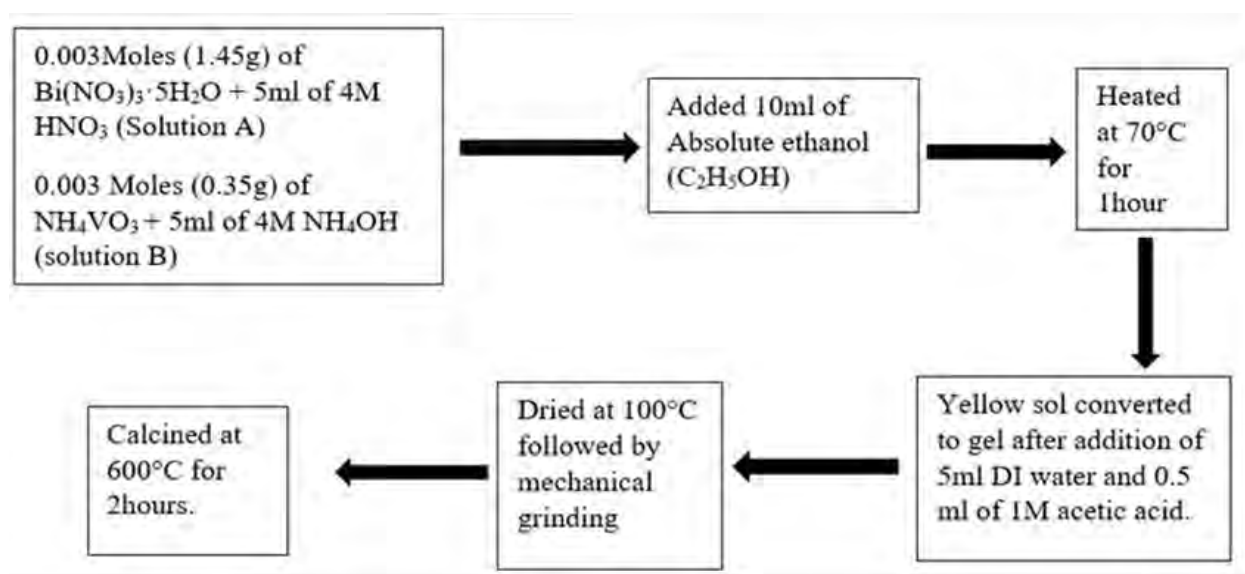 0.003Moles (1.45g) of
Bi(NO₃)₃·5H₂O + 5ml of 4M
HNO₃ (Solution A)
0.003 Moles (0.35g) of
NH₄VO₃ + 5ml of 4M NH₄OH
(solution B)
Added 10ml of
Absolute ethanol
(C₂H₅OH)
Heated
at 70°C
for
1hour
Yellow sol converted
to gel after addition of
5ml DI water and 0.5
ml of 1M acetic acid.
Dried at 100°C
followed by
mechanical
grinding
Calcined at
600°C for
2hours.